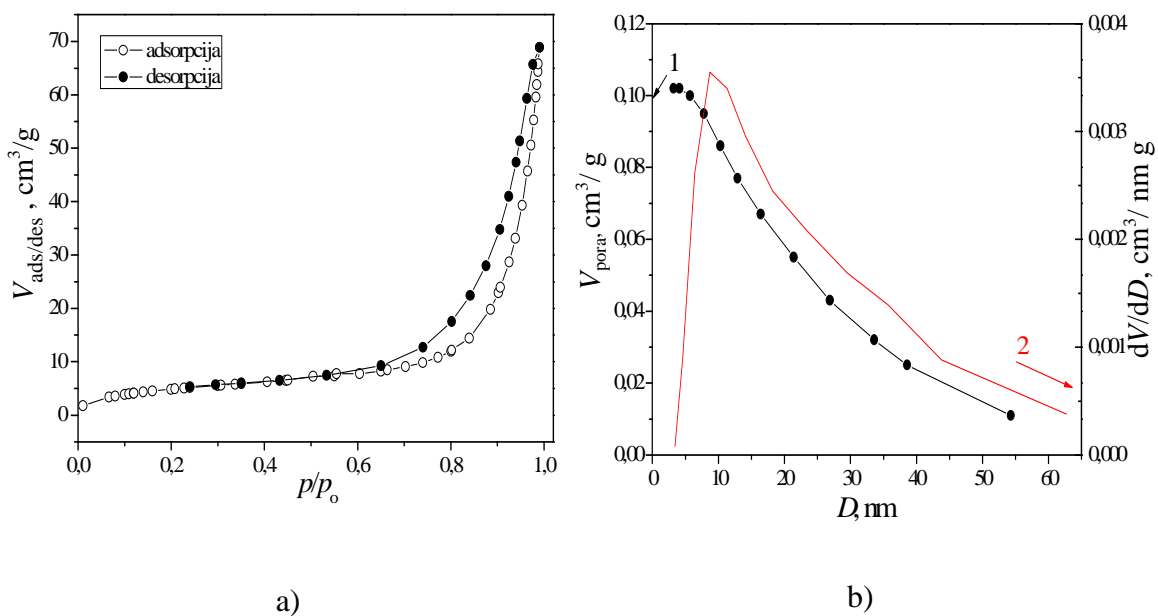 70
60
50
40
30
20
10
0
V_ads/des , cm³/g
adsorpcija
desorpcija
0,0 0,2 0,4 0,6 0,8 1,0
p/p_o
a)
0,12
0,10
0,08
0,06
0,04
0,02
0,00
V_pora, cm³/ g
1
2
0,004
0,003
0,002
0,001
0,000
dV/dD, cm³/ nm g
0 10 20 30 40 50 60
D, nm
b)